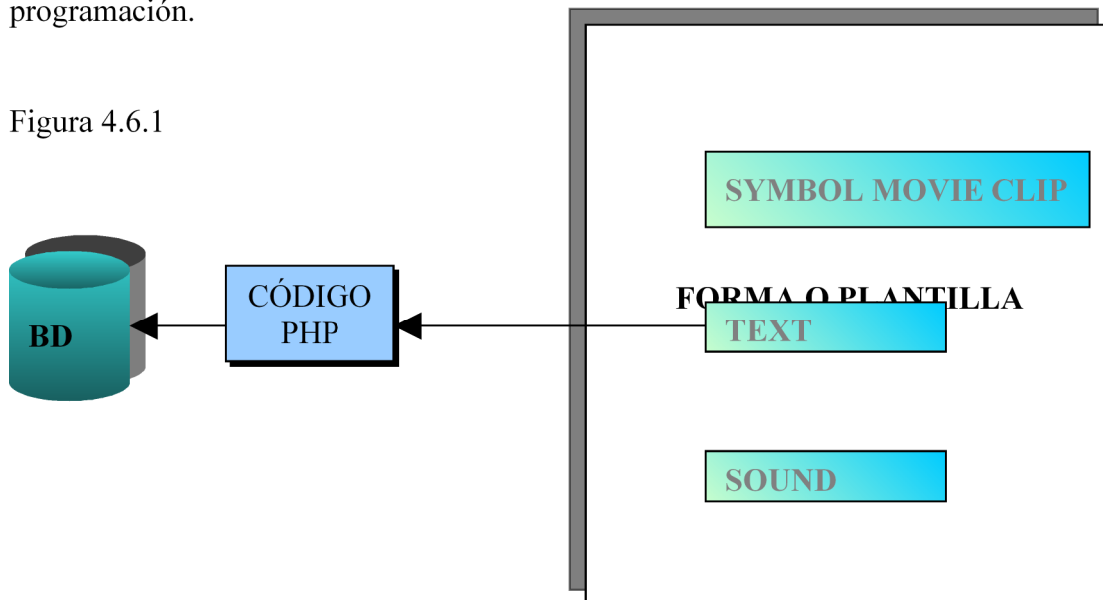 programación.
Figura 4.6.1
SYMBOL MOVIE CLIP
FORMA O PLANTILLA
TEXT
SOUND
CÓDIGO
PHP
BD